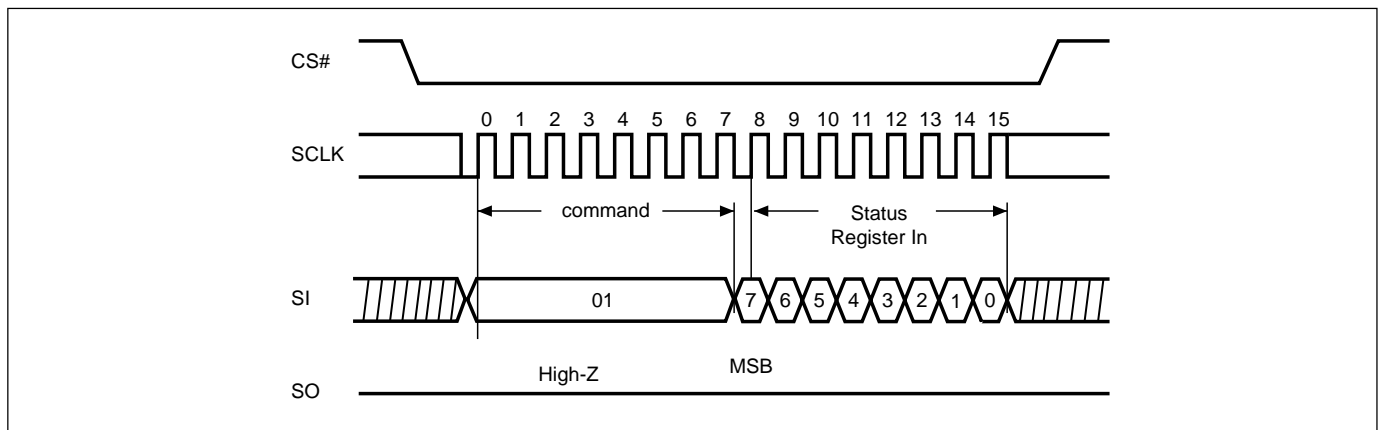 CS#
0 1 2 3 4 5 6 7 8 9 10 11 12 13 14 15
SCLK
command
Status
Register In
SI
01 7 6 5 4 3 2 1 0
MSB
High-Z
SO